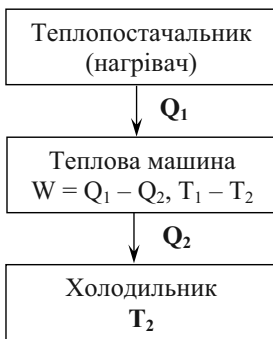 Теплопостачальник
(нагрівач)
Q₁
Теплова машина
W = Q₁ – Q₂, T₁ – T₂
Q₂
Холодильник
T₂